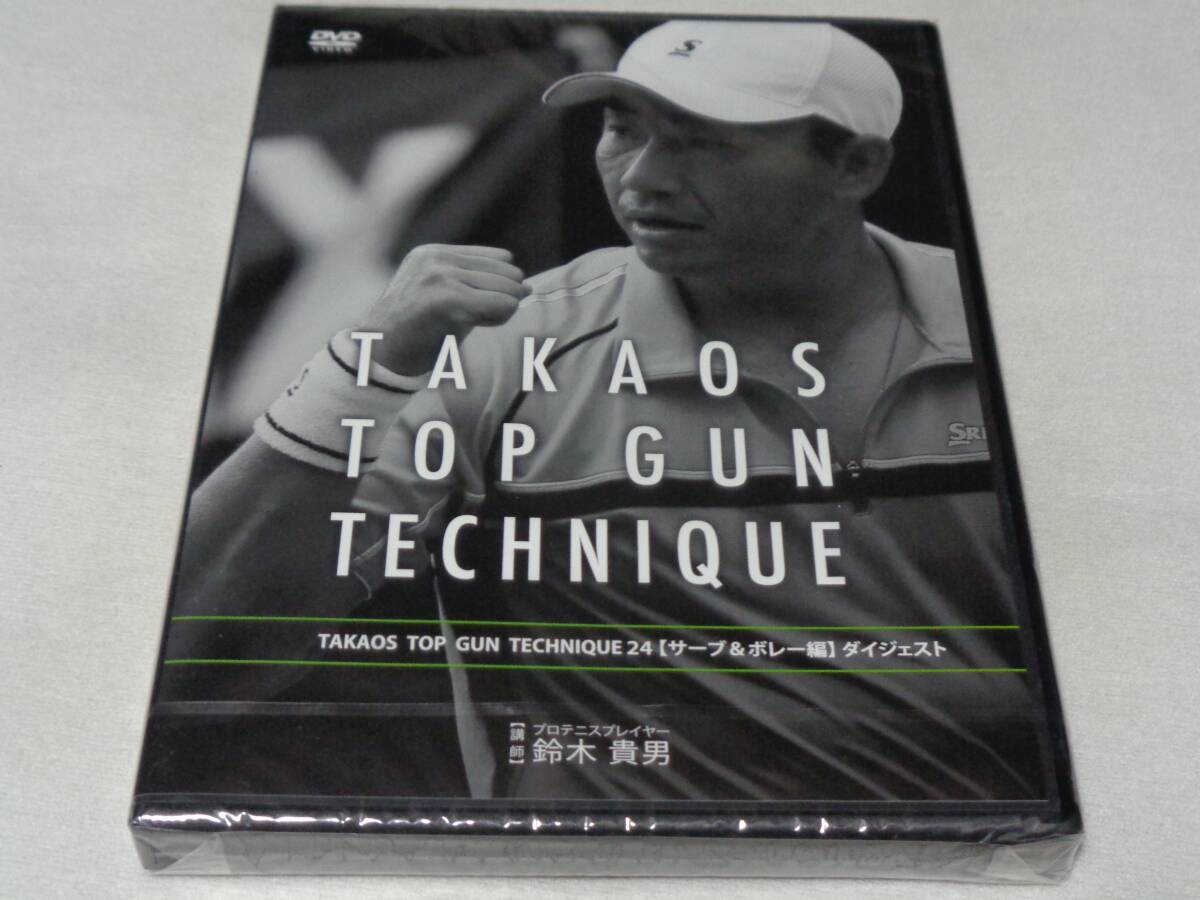 DVD
VIDEO
S
TAKAOS
TOP GUN
TECHNIQUE
SRI
TAKAOS TOP GUN TECHNIQUE 24【サーブ＆ボレー編】ダイジェスト
【講師】
プロテニスプレイヤー
鈴木 貴男